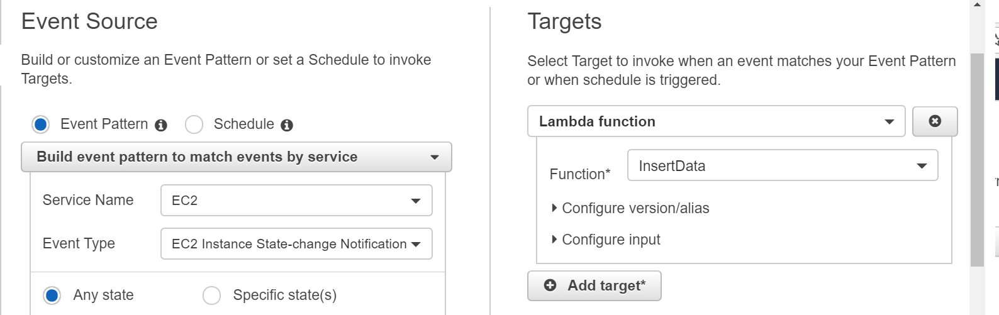 Event Source
Build or customize an Event Pattern or set a Schedule to invoke
Targets.
Event Pattern
Schedule
Build event pattern to match events by service
Service Name
EC2
Event Type
EC2 Instance State-change Notification
Any state
Specific state(s)
Targets
Select Target to invoke when an event matches your Event Pattern
or when schedule is triggered.
Lambda function
Function*
InsertData
Configure version/alias
Configure input
Add target*